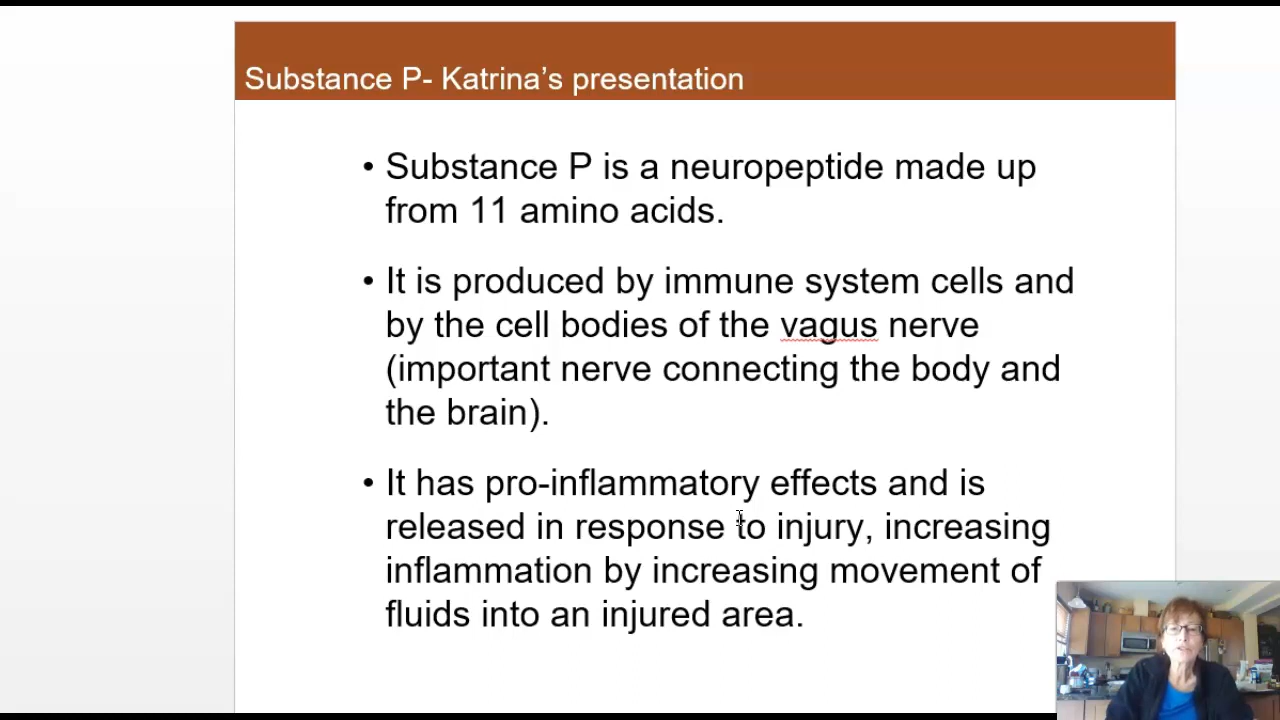 Substance P- Katrina's presentation
• Substance P is a neuropeptide made up
from 11 amino acids.
• It is produced by immune system cells and
by the cell bodies of the vagus nerve
(important nerve connecting the body and
the brain).
• It has pro-inflammatory effects and is
released in response to injury, increasing
inflammation by increasing movement of
fluids into an injured area.